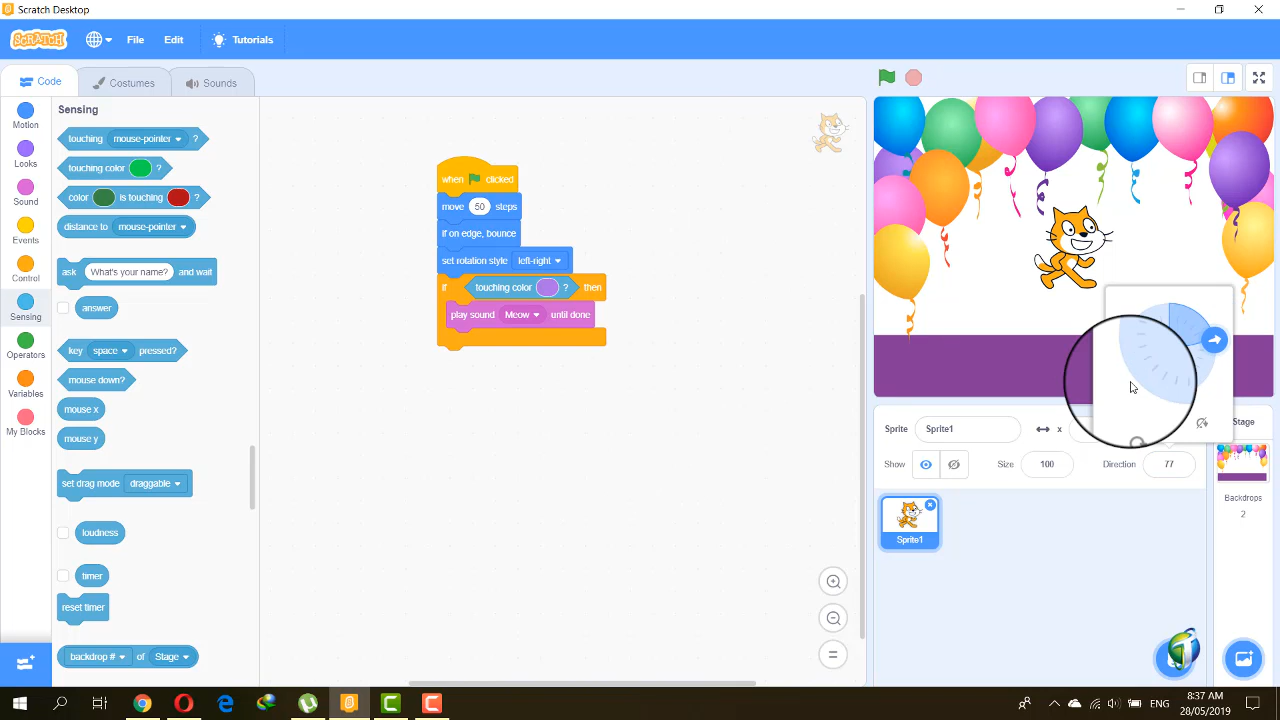 Scratch Desktop
SCRATCH
File
Edit
Tutorials
Code
Costumes
Sounds
Motion
Looks
Sound
Events
Control
Sensing
Operators
Variables
My Blocks
Sensing
touching mouse-pointer ?
touching color ?
color is touching ?
distance to mouse-pointer
ask What's your name? and wait
answer
key space pressed?
mouse down?
mouse x
mouse y
set drag mode draggable
loudness
timer
reset timer
backdrop # of Stage
when clicked
move 50 steps
if on edge, bounce
set rotation style left-right
if touching color ? then
play sound Meow until done
Sprite
Sprite1
x
Show
Size
100
Direction
77
Sprite1
Stage
Backdrops
2
8:37 AM
28/05/2019